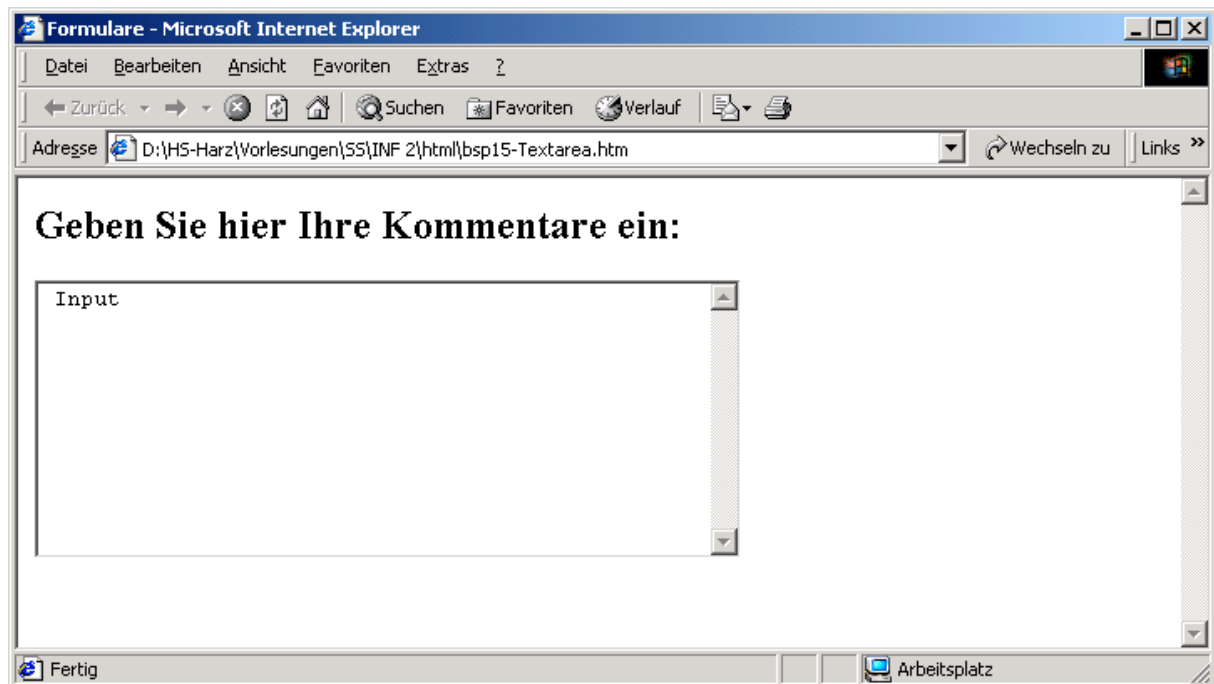 Formulare - Microsoft Internet Explorer
Datei Bearbeiten Ansicht Favoriten Extras ?
Zurück Suchen Favoriten Verlauf
Adresse D:\HS-Harz\Vorlesungen\SS\INF 2\html\bsp15-Textarea.htm Wechseln zu Links »
Geben Sie hier Ihre Kommentare ein:
Input
Fertig Arbeitsplatz